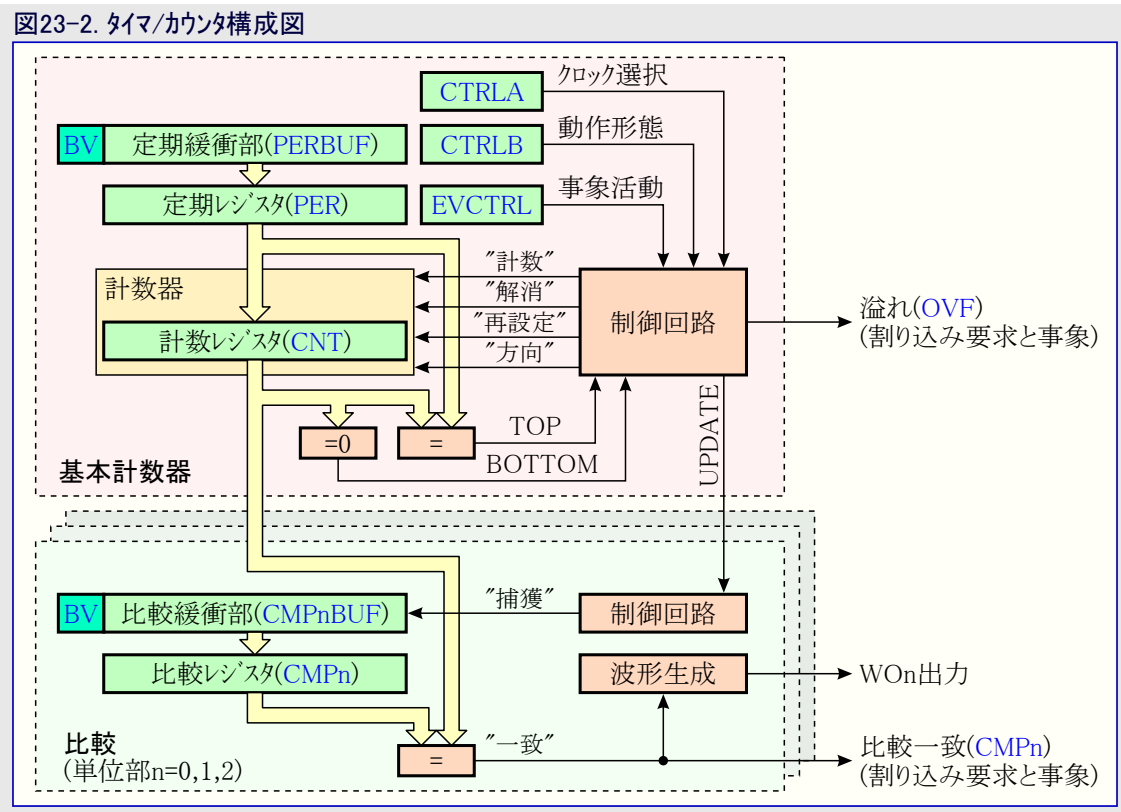 図23-2. ﾀｲﾏ/ｶｳﾝﾀ構成図
CTRLA
ｸﾛｯｸ選択
BV
定期緩衝部(PERBUF)
CTRLB
動作形態
定期ﾚｼﾞｽﾀ(PER)
EVCTRL
事象活動
計数器
"計数"
"解消"
"再設定"
"方向"
計数ﾚｼﾞｽﾀ(CNT)
制御回路
溢れ(OVF)
(割り込み要求と事象)
=0
=
TOP
BOTTOM
UPDATE
基本計数器
BV
比較緩衝部(CMPnBUF)
"捕獲"
制御回路
比較ﾚｼﾞｽﾀ(CMPn)
波形生成
WOn出力
比較
(単位部n=0,1,2)
=
"一致"
比較一致(CMPn)
(割り込み要求と事象)